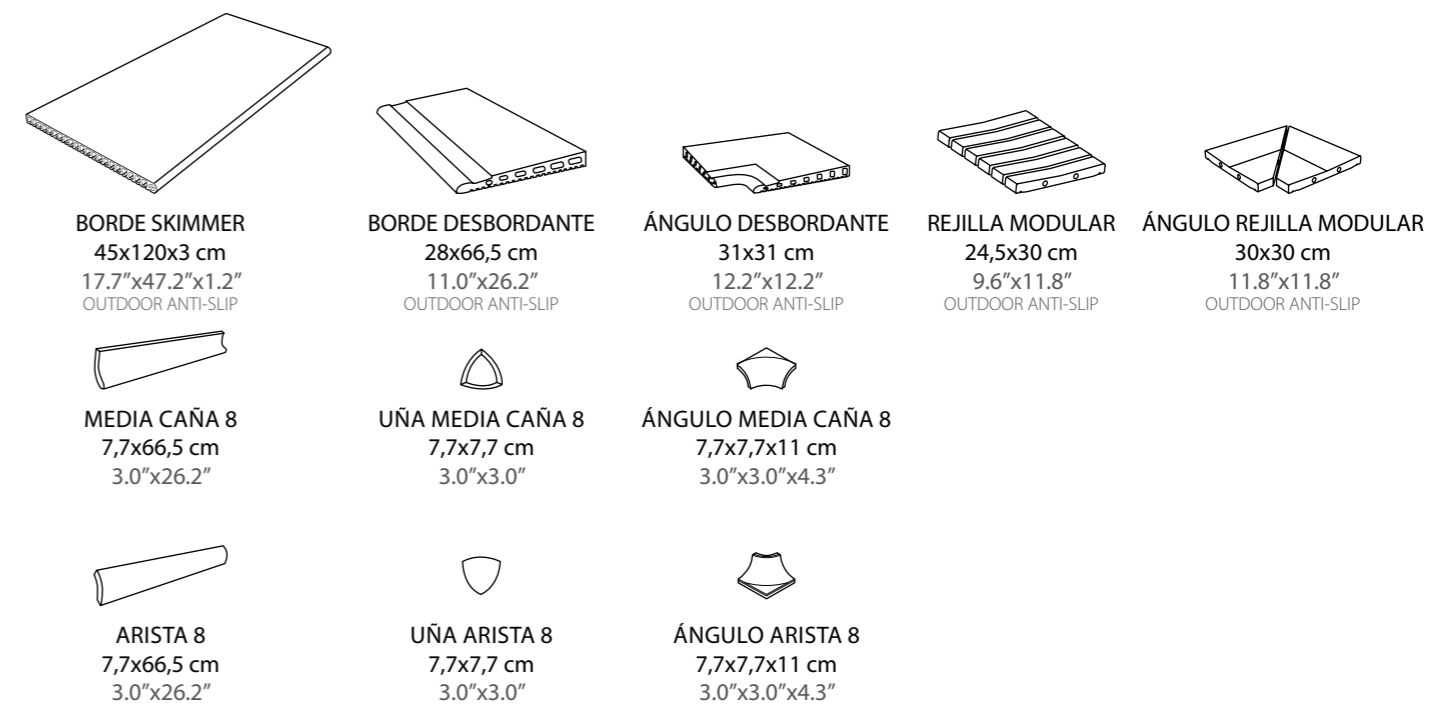 BORDE SKIMMER
45x120x3 cm
17.7”x47.2”x1.2”
OUTDOOR ANTI-SLIP
BORDE DESBORDANTE
28x66,5 cm
11.0”x26.2”
OUTDOOR ANTI-SLIP
ÁNGULO DESBORDANTE
31x31 cm
12.2”x12.2”
OUTDOOR ANTI-SLIP
REJILLA MODULAR
24,5x30 cm
9.6”x11.8”
OUTDOOR ANTI-SLIP
ÁNGULO REJILLA MODULAR
30x30 cm
11.8”x11.8”
OUTDOOR ANTI-SLIP
MEDIA CAÑA 8
7,7x66,5 cm
3.0”x26.2”
UÑA MEDIA CAÑA 8
7,7x7,7 cm
3.0”x3.0”
ÁNGULO MEDIA CAÑA 8
7,7x7,7x11 cm
3.0”x3.0”x4.3”
ARISTA 8
7,7x66,5 cm
3.0”x26.2”
UÑA ARISTA 8
7,7x7,7 cm
3.0”x3.0”
ÁNGULO ARISTA 8
7,7x7,7x11 cm
3.0”x3.0”x4.3”